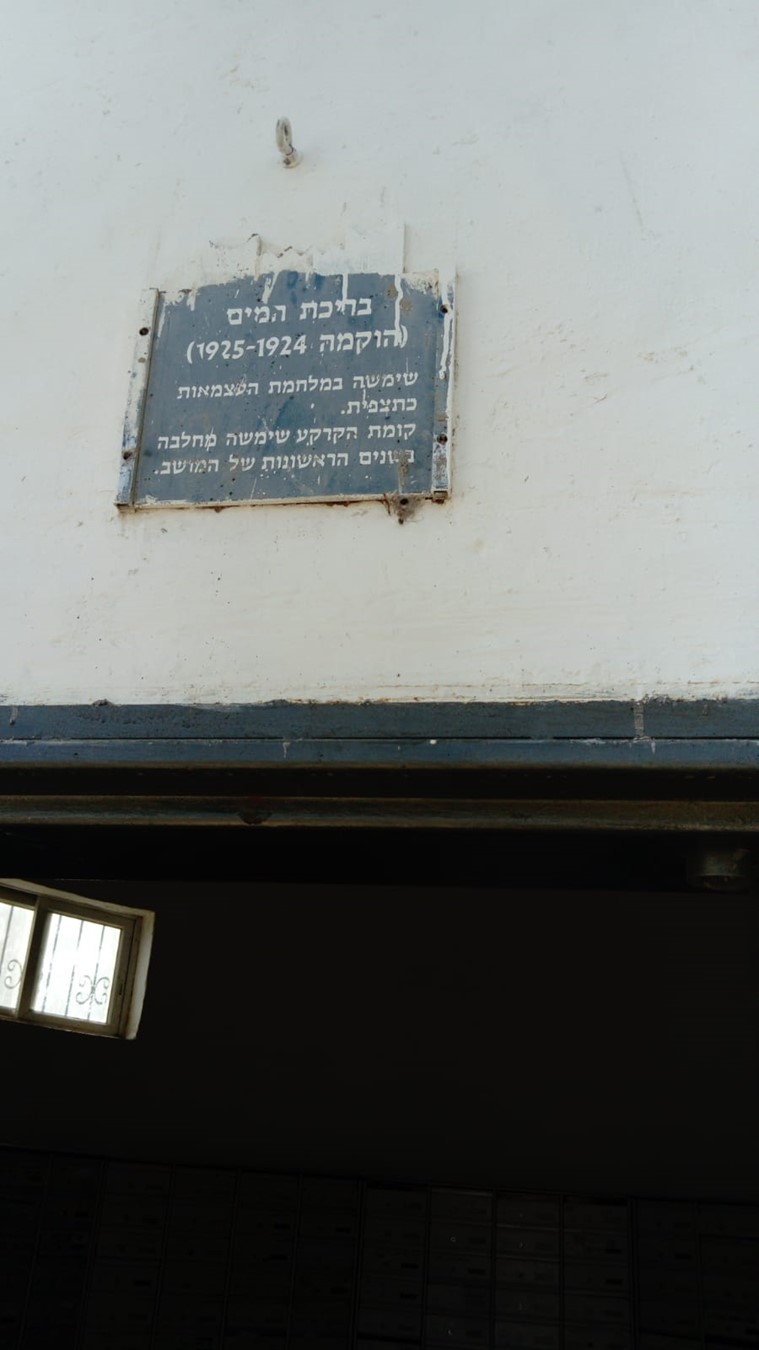 בריכת המים
(הוקמה 1924-1925)
שימשה במלחמת העצמאות
כתצפית.
קומת הקרקע שימשה מחלבה
בשנים הראשונות של המושב.